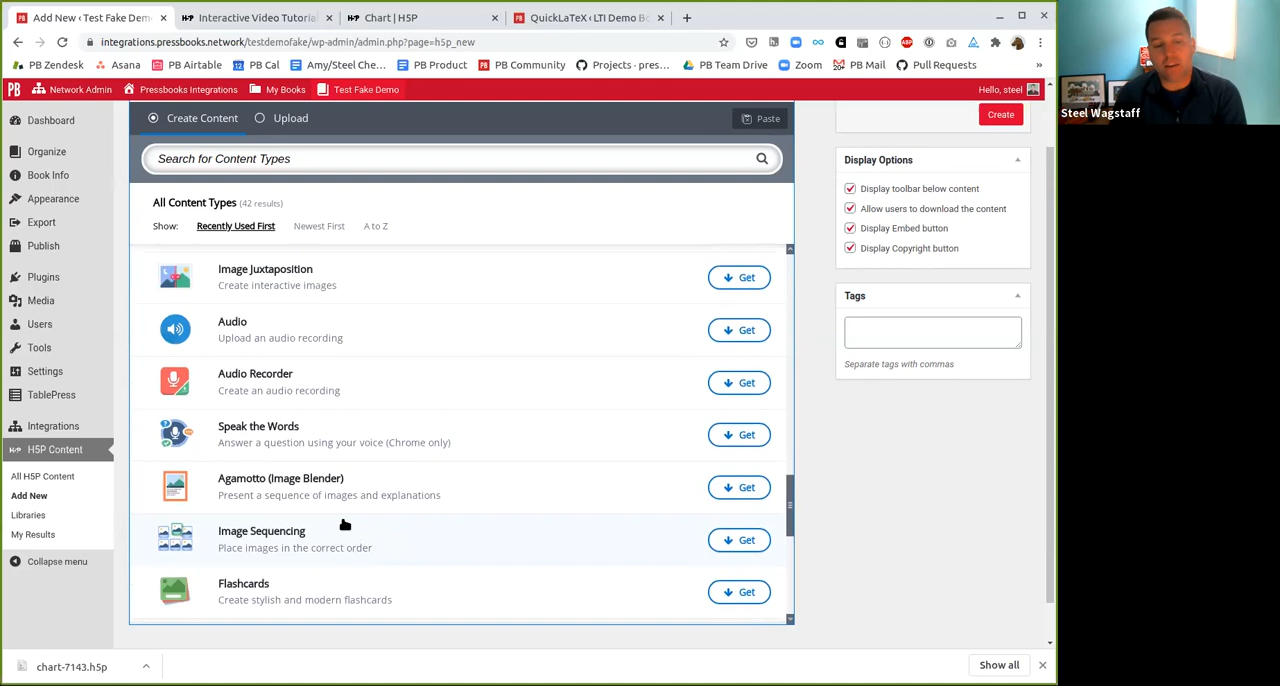 Add New ‹ Test Fake Dem
Interactive Video Tutoria
Chart | H5P
QuickLaTeX ‹ LTI Demo B
integrations.pressbooks.network/testdemofake/wp-admin/admin.php?page=h5p_new
PB Zendesk
Asana
PB Airtable
PB Cal
Amy/Steel Che...
PB Product
PB Community
Projects · pres...
PB Team Drive
Zoom
PB Mail
Pull Requests
»
PB
Network Admin
Pressbooks Integrations
My Books
Test Fake Demo
Hello, steel
Steel Wagstaff
Dashboard
Organize
Book Info
Appearance
Export
Publish
Plugins
Media
Users
Tools
Settings
TablePress
Integrations
H5P Content
All H5P Content
Add New
Libraries
My Results
Collapse menu
Create Content
Upload
Paste
Search for Content Types
All Content Types (42 results)
Show: Recently Used First Newest First A to Z
Image Juxtaposition
Create interactive images
Get
Audio
Upload an audio recording
Get
Audio Recorder
Create an audio recording
Get
Speak the Words
Answer a question using your voice (Chrome only)
Get
Agamotto (Image Blender)
Present a sequence of images and explanations
Get
Image Sequencing
Place images in the correct order
Get
Flashcards
Create stylish and modern flashcards
Get
Create
Display Options
Display toolbar below content
Allow users to download the content
Display Embed button
Display Copyright button
Tags
Separate tags with commas
chart-7143.h5p
Show all